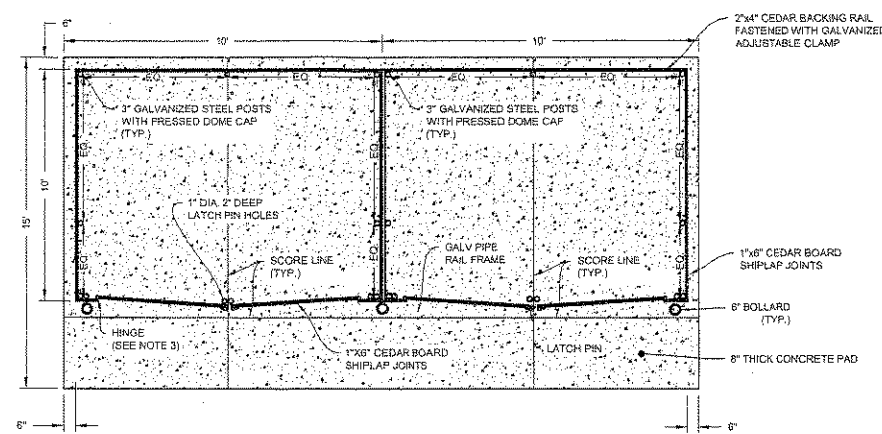 6"
10'
10'
2"x4" CEDAR BACKING RAIL
FASTENED WITH GALVANIZED
ADJUSTABLE CLAMP
EQ.
EQ.
EQ.
EQ.
3" GALVANIZED STEEL POSTS
WITH PRESSED DOME CAP
(TYP.)
3" GALVANIZED STEEL POSTS
WITH PRESSED DOME CAP
(TYP.)
EQ.
EQ.
EQ.
10'
15'
1" DIA. 2" DEEP
LATCH PIN HOLES
SCORE LINE
(TYP.)
GALV PIPE
RAIL FRAME
SCORE LINE
(TYP.)
EQ.
EQ.
EQ.
1"x6" CEDAR BOARD
SHIPLAP JOINTS
6" BOLLARD
(TYP.)
HINGE
(SEE NOTE 3)
1"X6" CEDAR BOARD
SHIPLAP JOINTS
LATCH PIN
8" THICK CONCRETE PAD
6"
6"